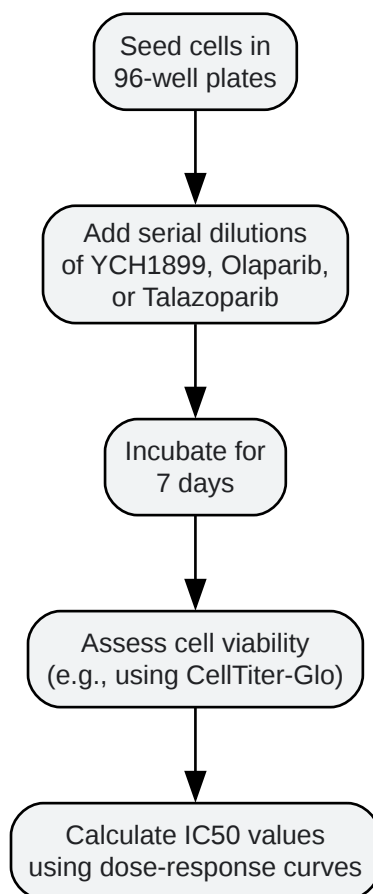 Seed cells in
96-well plates
Add serial dilutions
of YCH1899, Olaparib,
or Talazoparib
Incubate for
7 days
Assess cell viability
(e.g., using CellTiter-Glo)
Calculate IC50 values
using dose-response curves